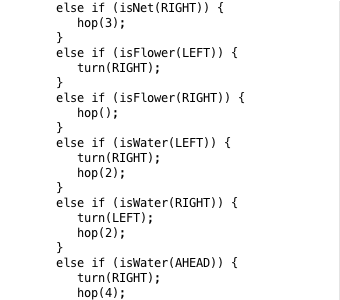 else if (isNet(RIGHT)) {
hop(3);
}
else if (isFlower(LEFT)) {
turn(RIGHT);
}
else if (isFlower(RIGHT)) {
hop();
}
else if (isWater(LEFT)) {
turn(RIGHT);
hop(2);
}
else if (isWater(RIGHT)) {
turn(LEFT);
hop(2);
}
else if (isWater(AHEAD)) {
turn(RIGHT);
hop(4);